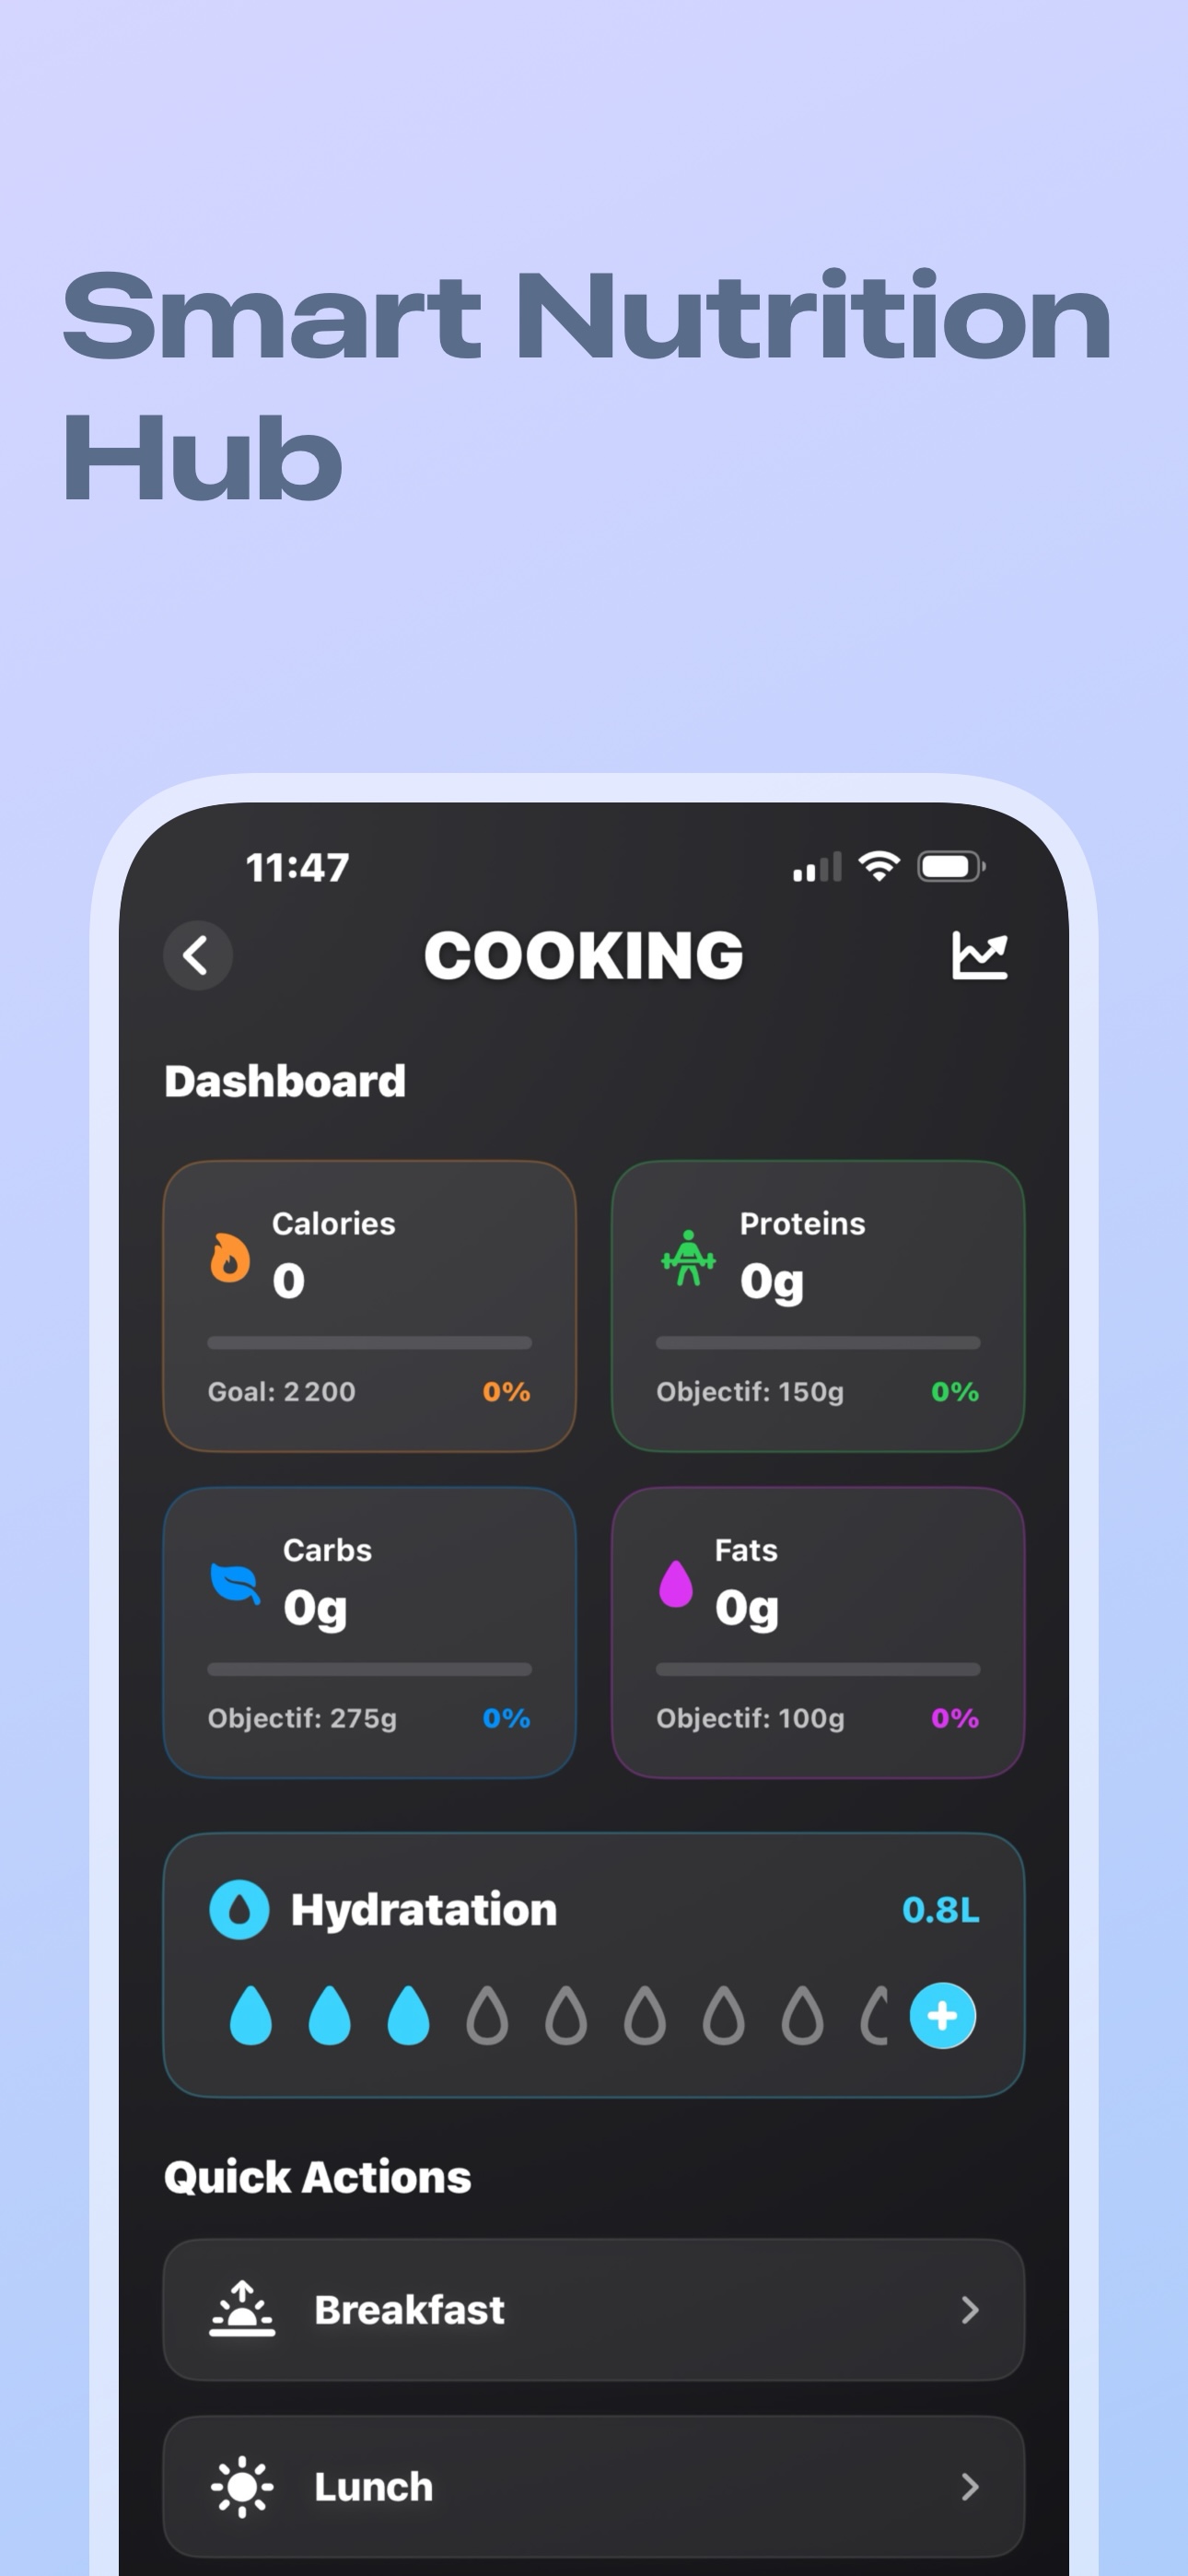 Smart Nutrition
Hub
11:47
COOKING
Dashboard
Calories
0
Goal: 2 200
0%
Proteins
0g
Objectif: 150g
0%
Carbs
0g
Objectif: 275g
0%
Fats
0g
Objectif: 100g
0%
Hydratation
0.8L
Quick Actions
Breakfast
Lunch